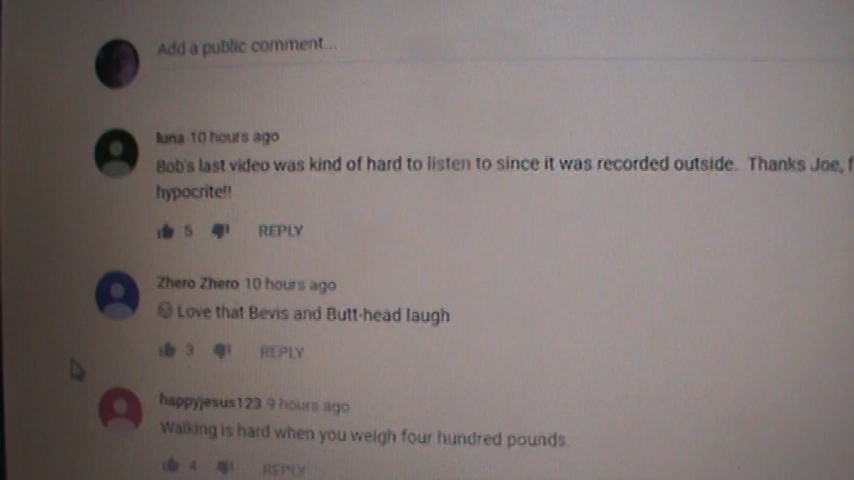 Add a public comment...
luna 10 hours ago
Bob's last video was kind of hard to listen to since it was recorded outside. Thanks Joe, f
hypocrite!!
5 REPLY
Zhero Zhero 10 hours ago
Love that Bevis and Butt-head laugh
3 REPLY
happyjesus123 9 hours ago
Walking is hard when you weigh four hundred pounds.
4 REPLY